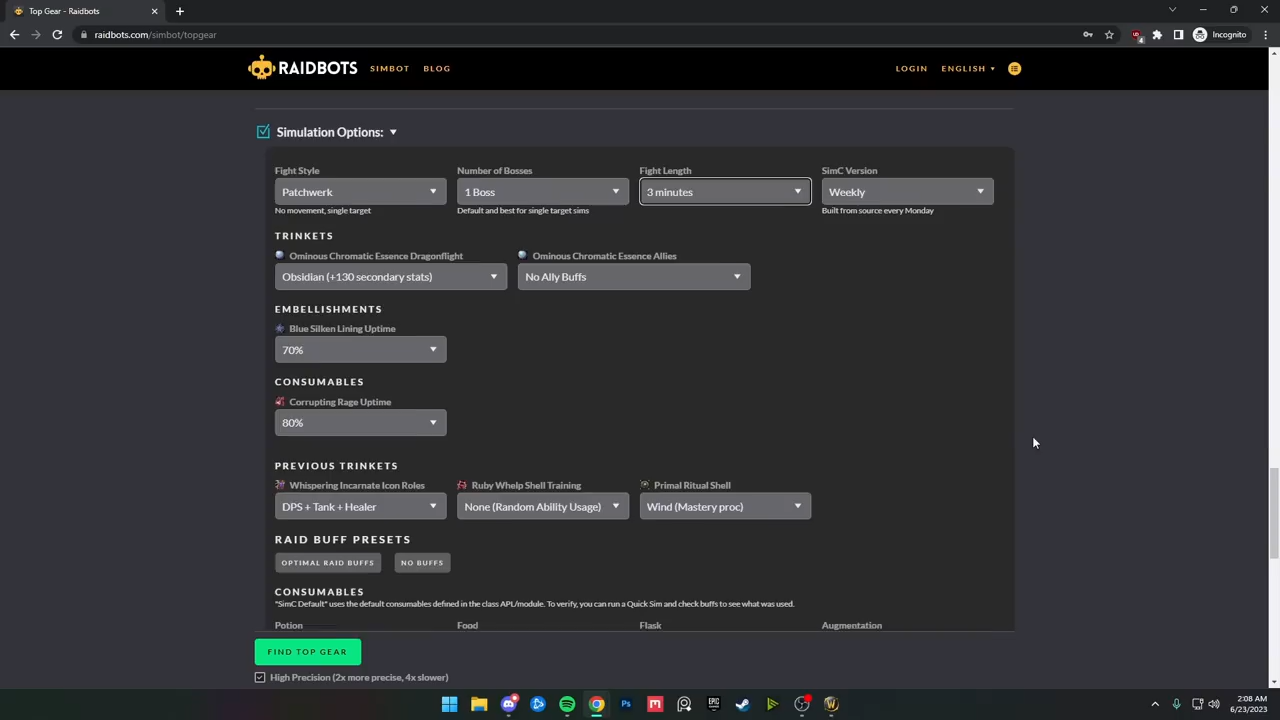 Top Gear - Raidbots
raidbots.com/simbot/topgear
4
Incognito
RAIDBOTS SIMBOT BLOG LOGIN ENGLISH
Simulation Options:
Fight Style Number of Bosses Fight Length SimC Version
Patchwerk 1 Boss 3 minutes Weekly
No movement, single target Default and best for single target sims Built from source every Monday
TRINKETS
Ominous Chromatic Essence Dragonflight Ominous Chromatic Essence Allies
Obsidian (+130 secondary stats) No Ally Buffs
EMBELLISHMENTS
Blue Silken Lining Uptime
70%
CONSUMABLES
Corrupting Rage Uptime
80%
PREVIOUS TRINKETS
Whispering Incarnate Icon Roles Ruby Whelp Shell Training Primal Ritual Shell
DPS + Tank + Healer None (Random Ability Usage) Wind (Mastery proc)
RAID BUFF PRESETS
OPTIMAL RAID BUFFS NO BUFFS
CONSUMABLES
"SimC Default" uses the default consumables defined in the class APL/module. To verify, you can run a Quick Sim and check buffs to see what was used.
Potion Food Flask Augmentation
FIND TOP GEAR
High Precision (2x more precise, 4x slower)
2:08 AM
6/23/2023